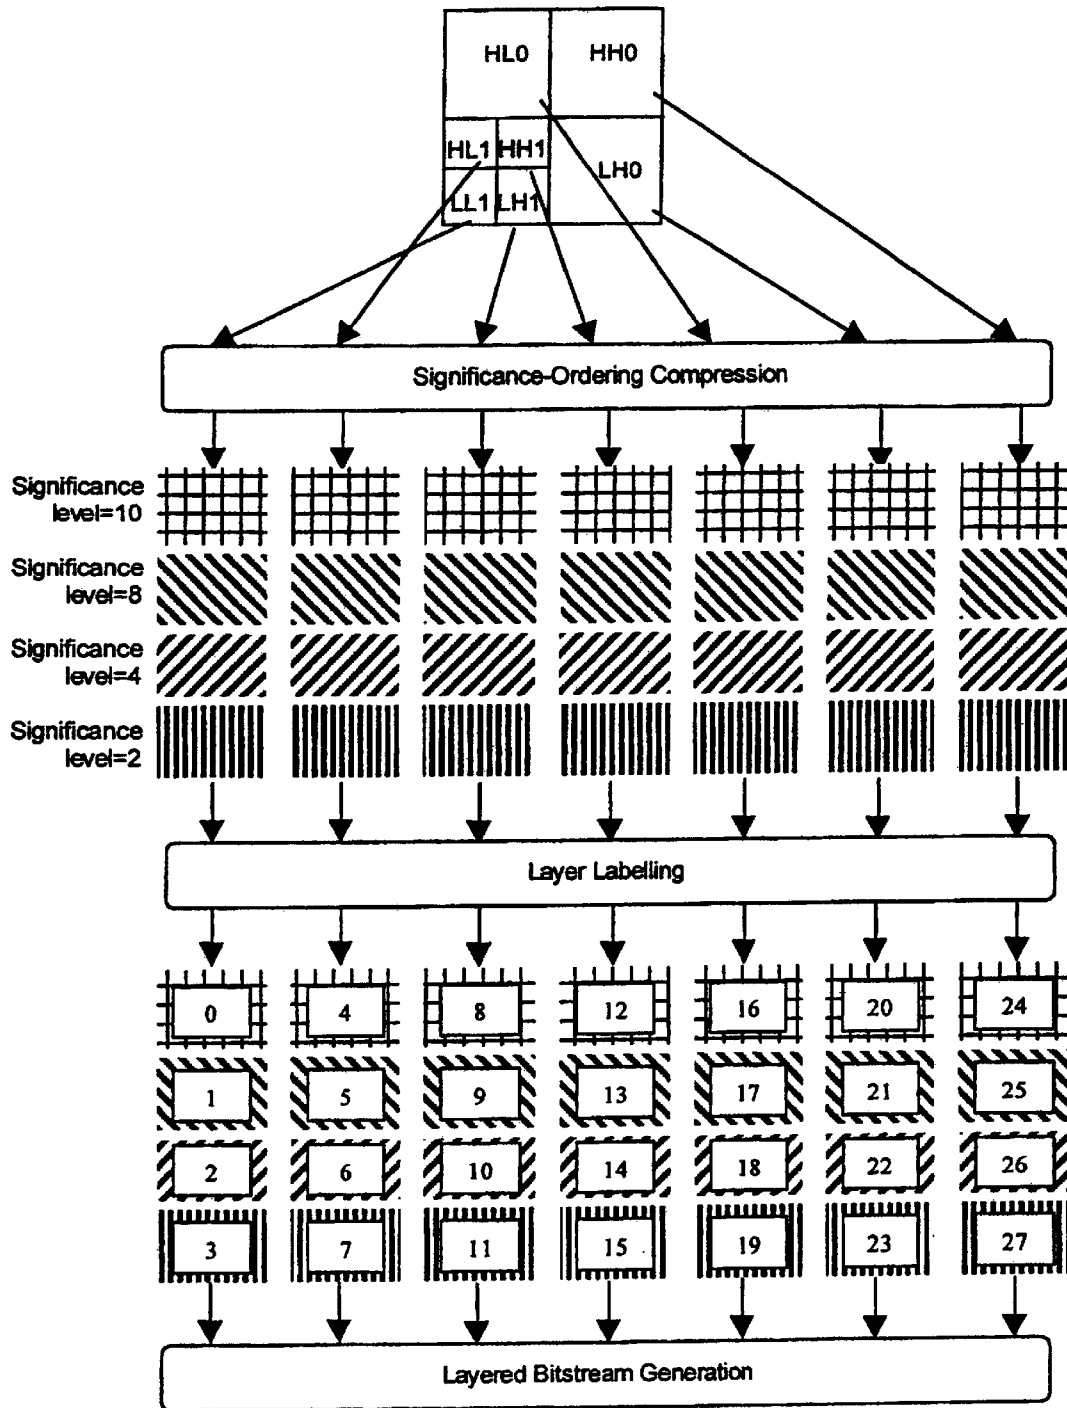 HL0 HH0
HL1 HH1
LH0
LL1 LH1
Significance-Ordering Compression
Significance
level=10
Significance
level=8
Significance
level=4
Significance
level=2
Layer Labelling
0 4 8 12 16 20 24
1 5 9 13 17 21 25
2 6 10 14 18 22 26
3 7 11 15 19 23 27
Layered Bitstream Generation